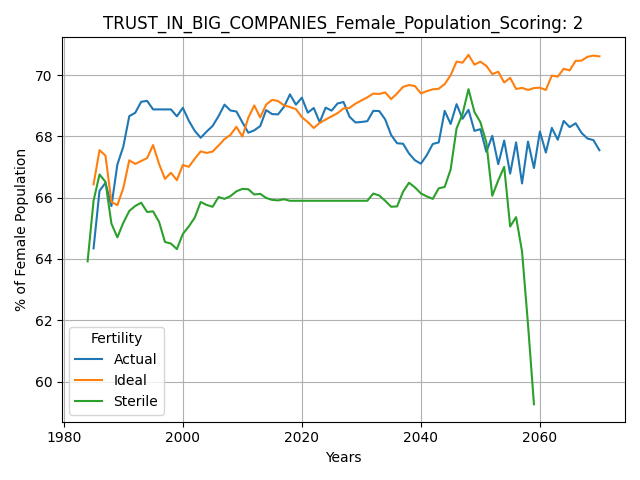 TRUST_IN_BIG_COMPANIES_Female_Population_Scoring: 2
% of Female Population
70
68
66
64
62
60
Fertility
Actual
Ideal
Sterile
1980
2000
2020
2040
2060
Years